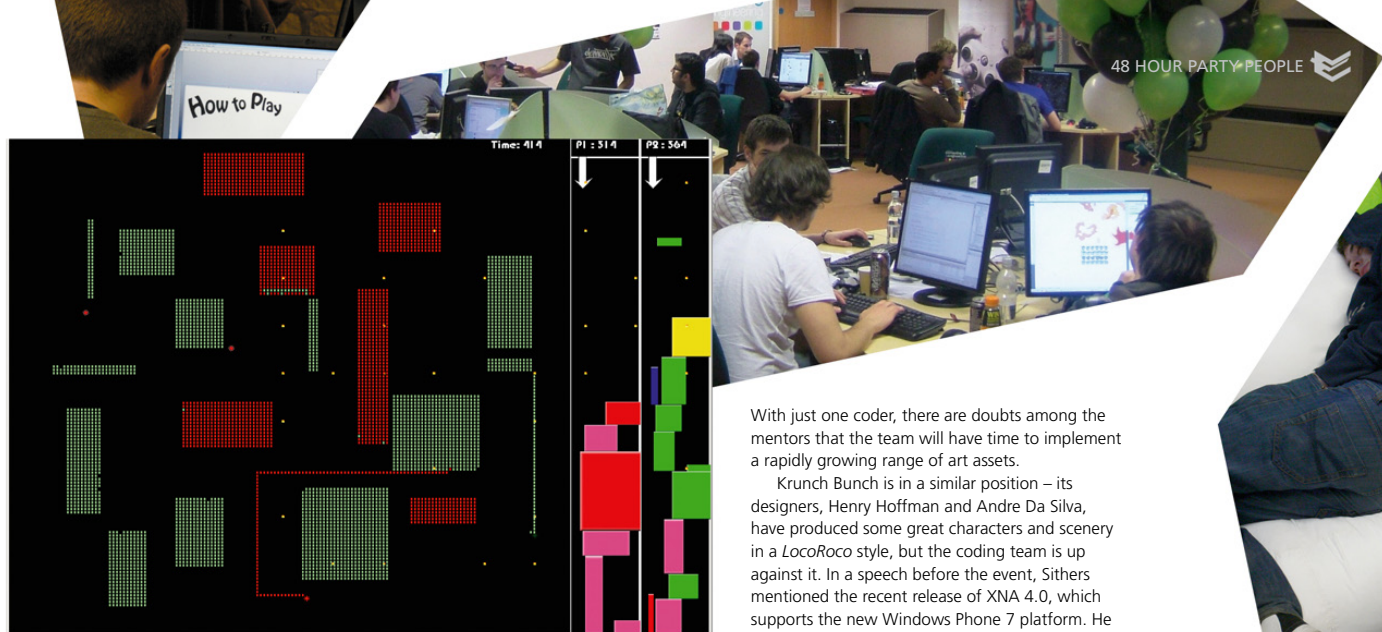 48 HOUR PARTY PEOPLE
How to Play
Time: 414
P1 : 314
P2 : 364
With just one coder, there are doubts among the
mentors that the team will have time to implement
a rapidly growing range of art assets.
Krunch Bunch is in a similar position – its
designers, Henry Hoffman and Andre Da Silva,
have produced some great characters and scenery
in a LocoRoco style, but the coding team is up
against it. In a speech before the event, Sithers
mentioned the recent release of XNA 4.0, which
supports the new Windows Phone 7 platform. He